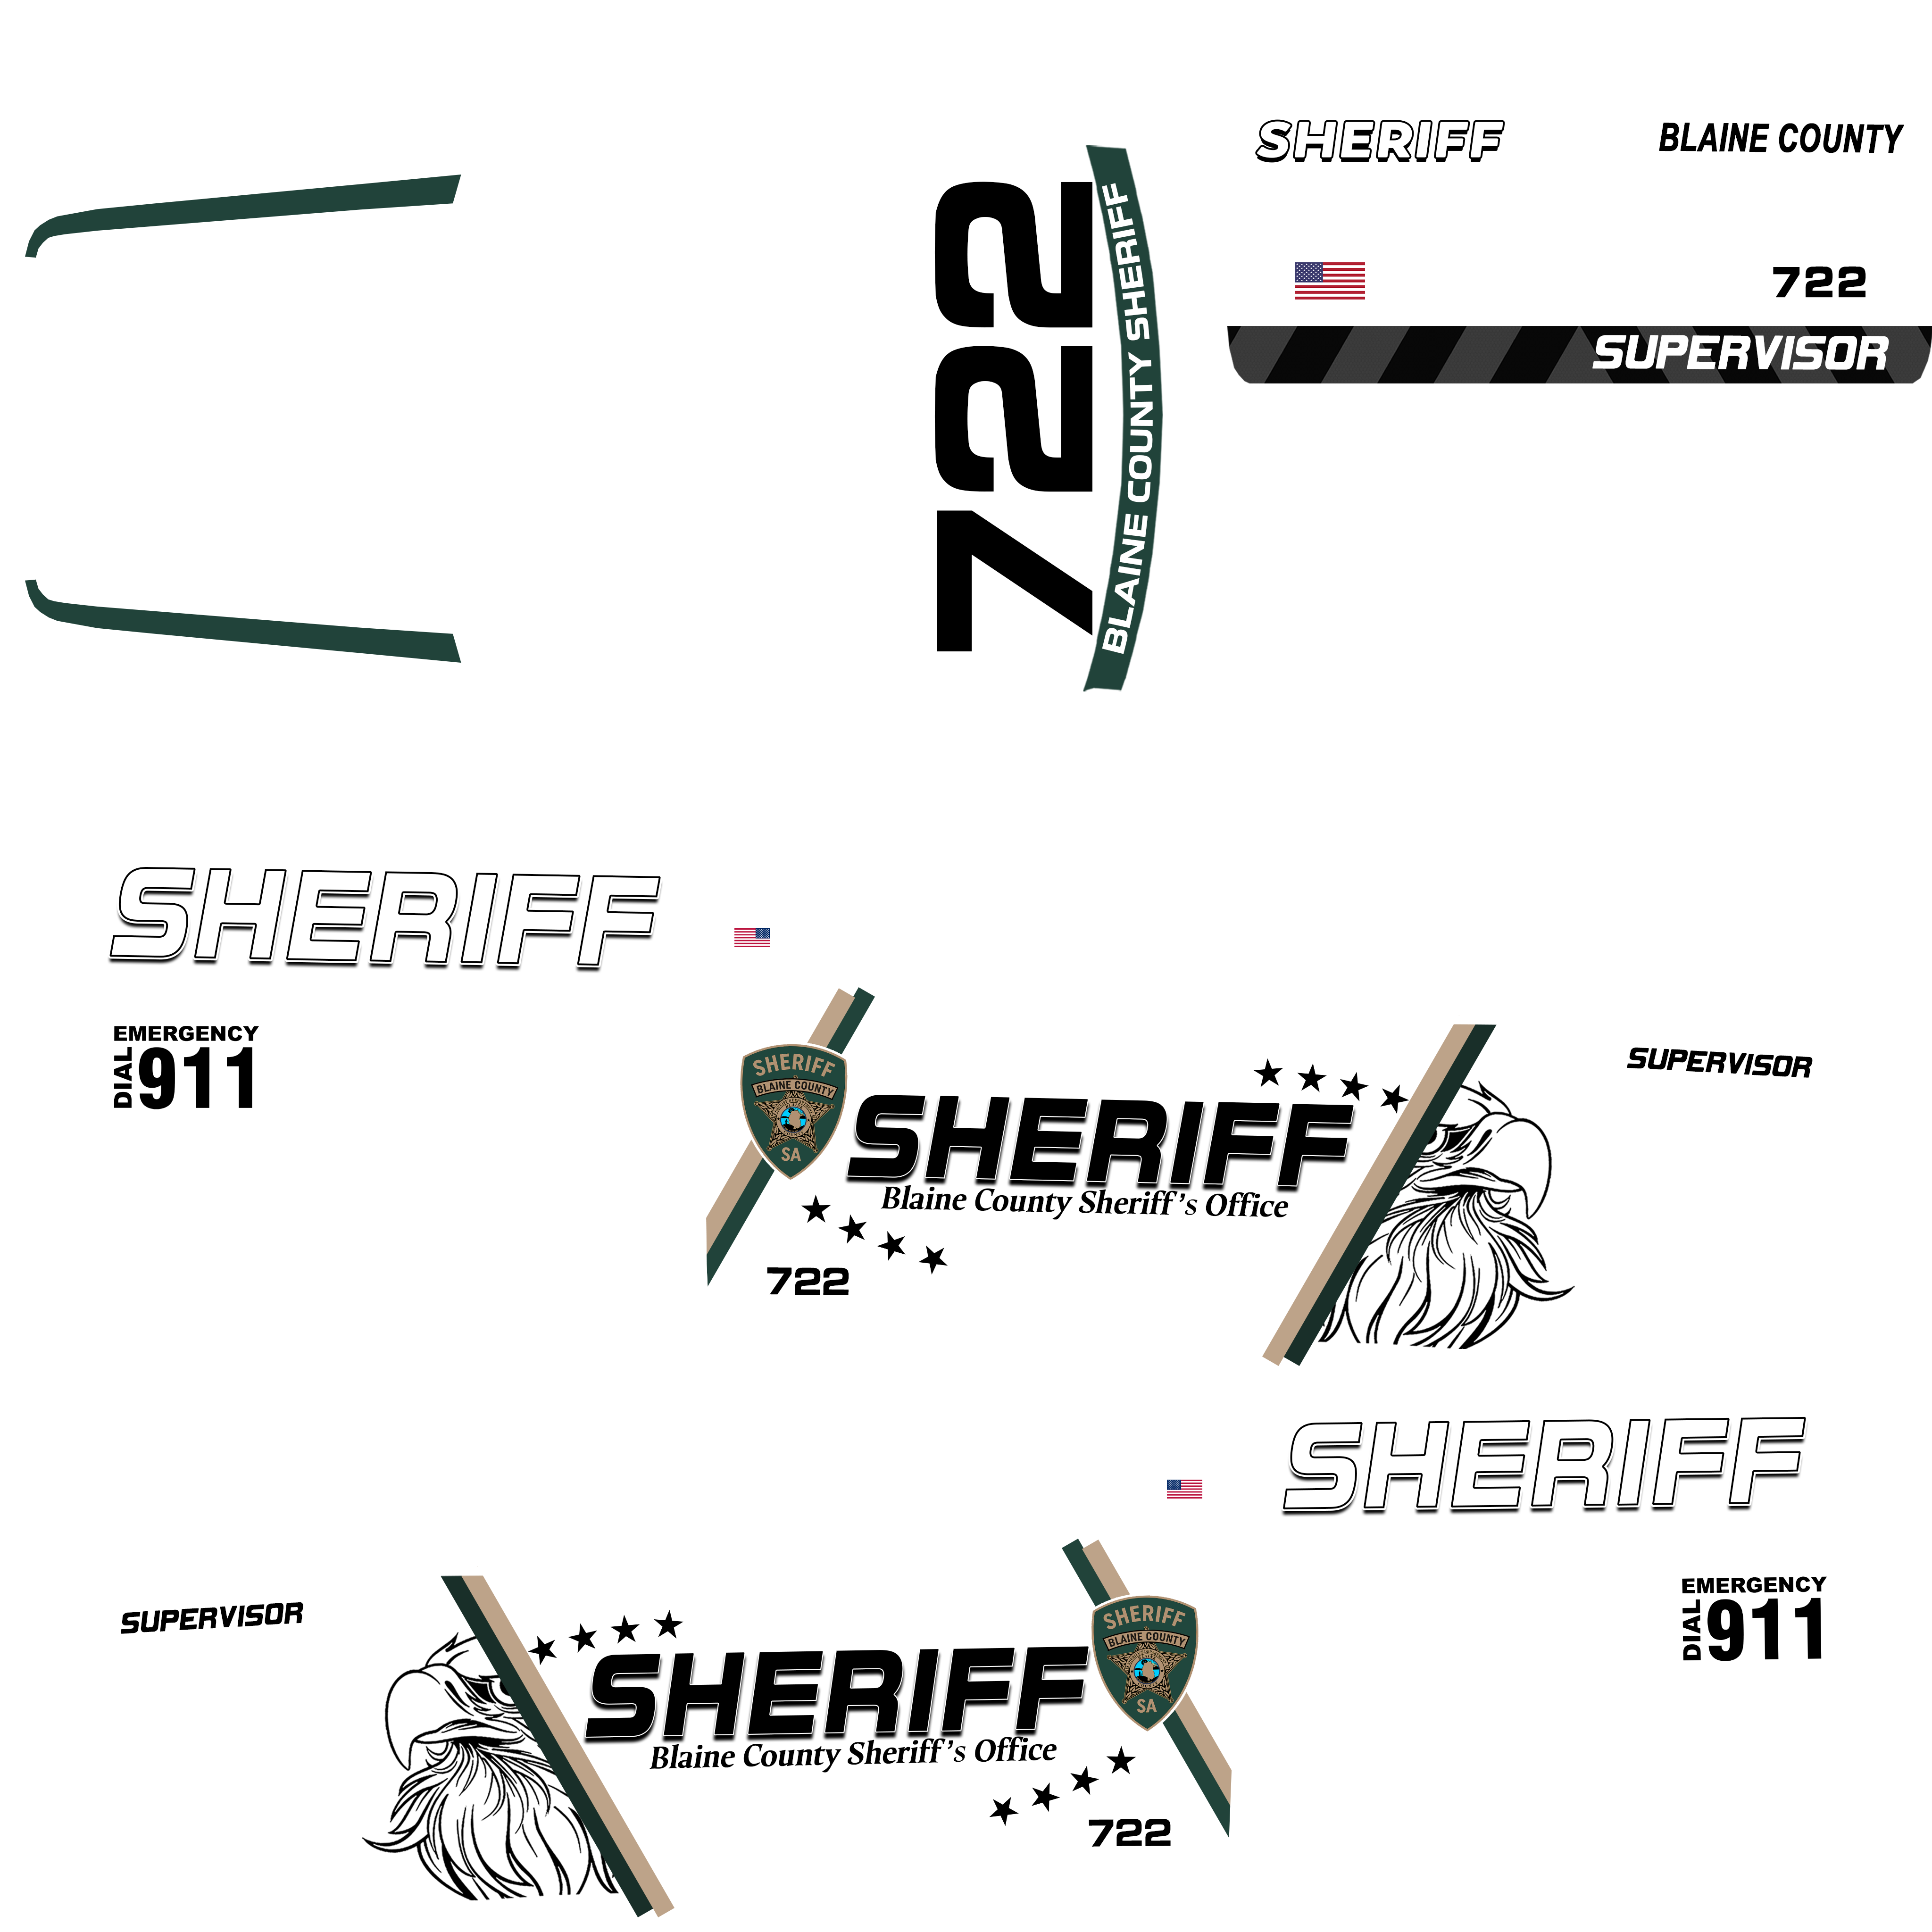 SHERIFF
BLAINE COUNTY
722
722
BLAINE COUNTY SHERIFF
SUPERVISOR
SHERIFF
EMERGENCY
DIAL 911
SHERIFF
BLAINE COUNTY
SA
SHERIFF
Blaine County Sheriff's Office
722
SUPERVISOR
SHERIFF
EMERGENCY
DIAL 911
SUPERVISOR
SHERIFF
Blaine County Sheriff's Office
SHERIFF
BLAINE COUNTY
SA
722